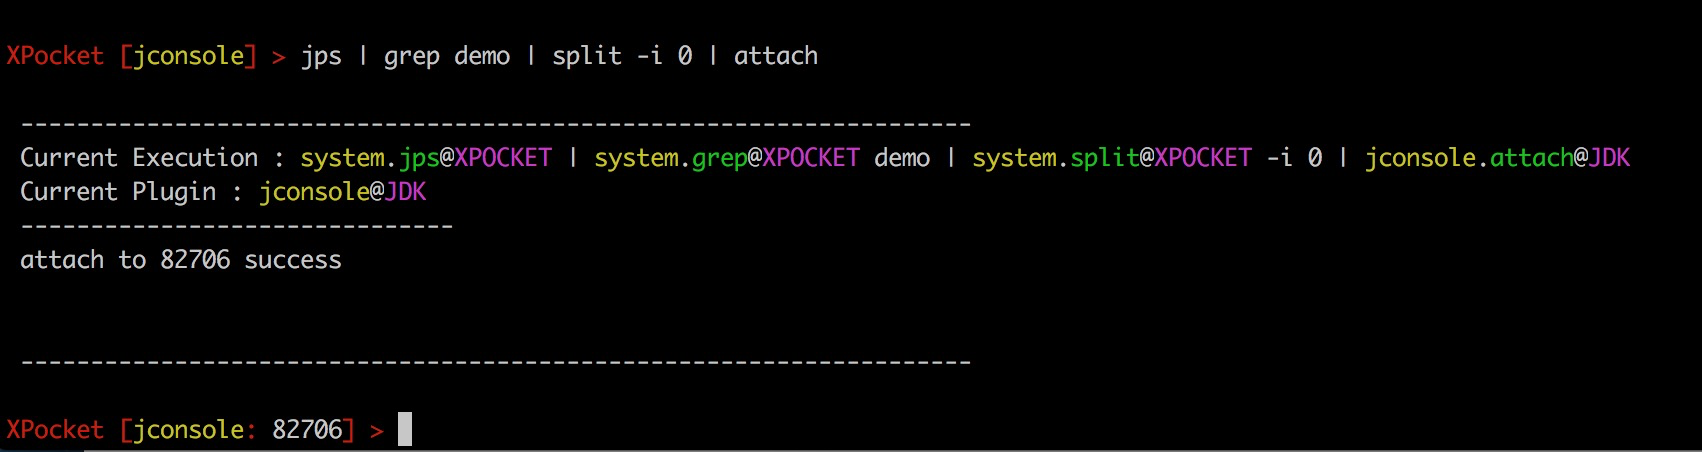 XPocket [jconsole] > jps | grep demo | split -i 0 | attach
--------------------------------------------------------------------
Current Execution : system.jps@XPOCKET | system.grep@XPOCKET demo | system.split@XPOCKET -i 0 | jconsole.attach@JDK
Current Plugin : jconsole@JDK
-------------------------------
attach to 82706 success
--------------------------------------------------------------------
XPocket [jconsole: 82706] >